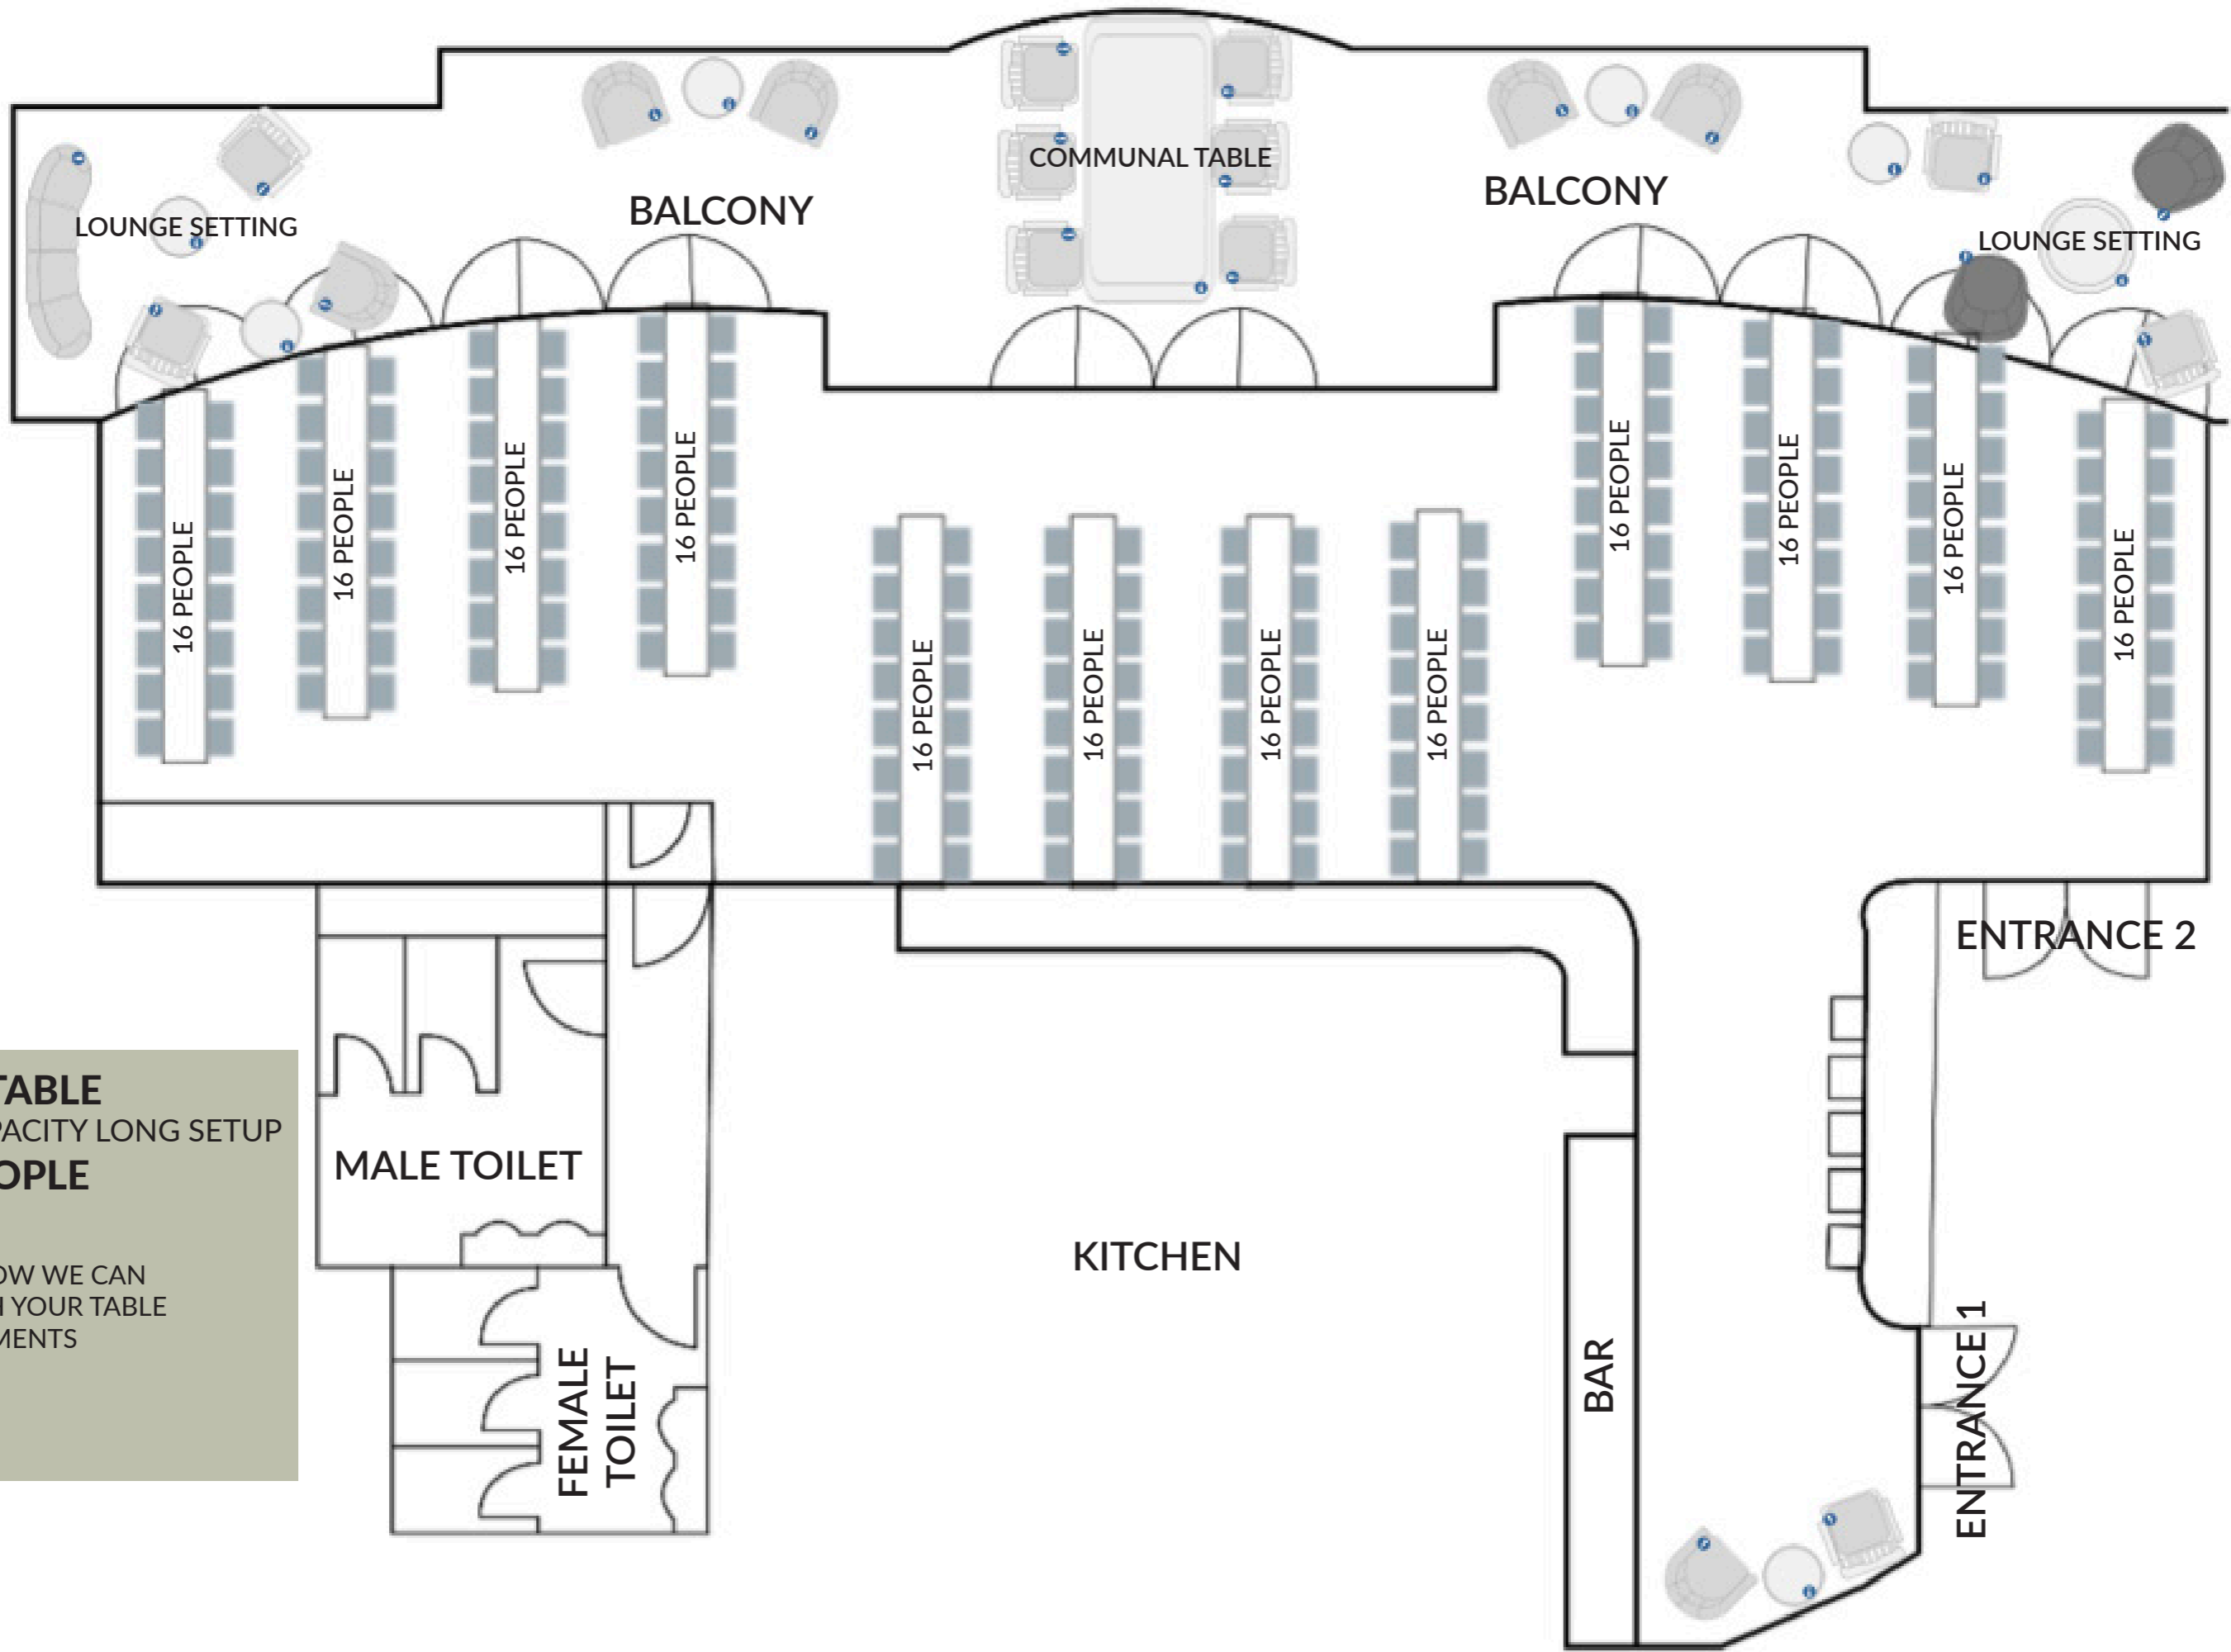 COMMUNAL TABLE
BALCONY
BALCONY
LOUNGE SETTING
LOUNGE SETTING
16 PEOPLE
16 PEOPLE
16 PEOPLE
16 PEOPLE
16 PEOPLE
16 PEOPLE
16 PEOPLE
16 PEOPLE
16 PEOPLE
16 PEOPLE
16 PEOPLE
16 PEOPLE
ENTRANCE 2
TABLE
PACITY LONG SETUP
OPLE
OW WE CAN
H YOUR TABLE
MENTS
MALE TOILET
FEMALE
TOILET
KITCHEN
BAR
ENTRANCE 1